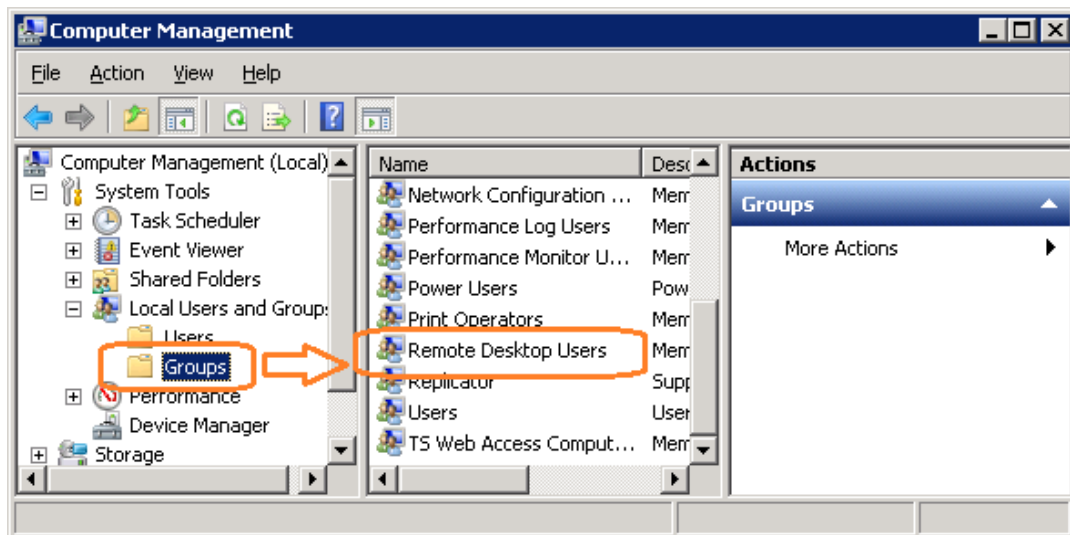 Computer Management
File Action View Help
Computer Management (Local)
System Tools
Task Scheduler
Event Viewer
Shared Folders
Local Users and Group
Users
Groups
Performance
Device Manager
Storage
Name Desc
Network Configuration ... Mem
Performance Log Users Mem
Performance Monitor U... Mem
Power Users Pow
Print Operators Mem
Remote Desktop Users Mem
Replicator Supp
Users User
TS Web Access Comput... Mem
Actions
Groups
More Actions